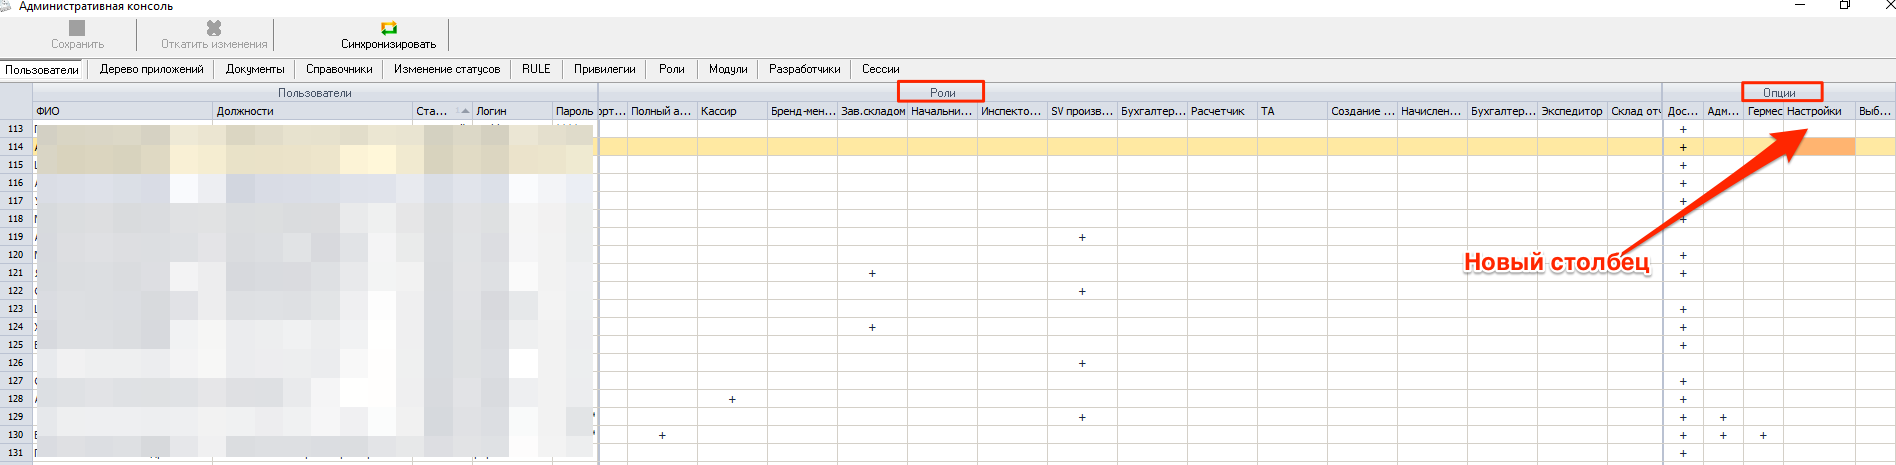 Административная консоль
Сохранить Откатить изменения Синхронизировать
Пользователи Дерево приложений Документы Справочники Изменение статусов RULE Привилегии Роли Модули Разработчики Сессии
Пользователи Роли Опции
ФИО Должности Ста... Логин Пароль орт... Полный а... Кассир Бренд-мен... Зав.складом Начальни... Инспекто... SV произв... Бухгалтер... Расчетчик ТА Создание ... Начислен... Бухгалтер... Экспедитор Склад отч Дос... Адм... Гермес Настройки Выб...
113 +
114 +
115 +
116 +
117 +
118 +
119 +
120 +
Новый столбец
121 + +
122 +
123 +
124 + +
125 +
126 +
127 +
128 + +
129 + + +
130 + + + +
131 +